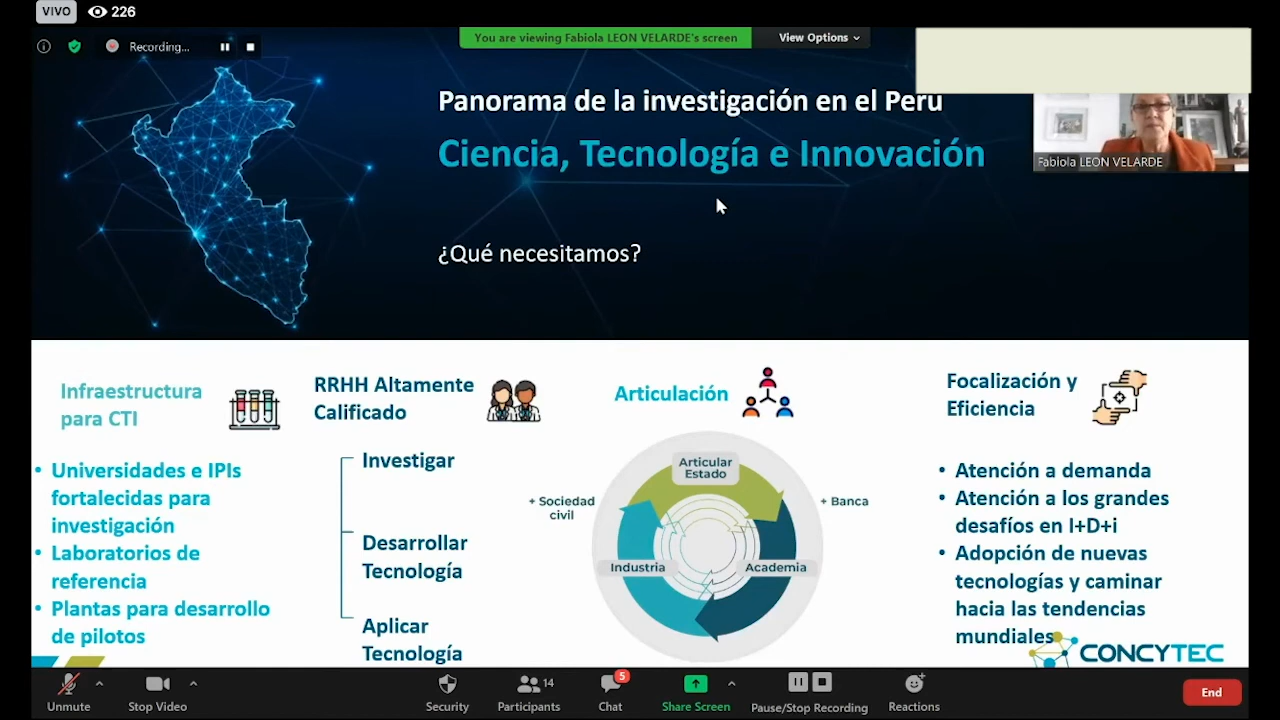 VIVO 226
Recording...
You are viewing Fabiola LEON VELARDE's screen
View Options
Panorama de la investigación en el Perú
Ciencia, Tecnología e Innovación
¿Qué necesitamos?
Fabiola LEON VELARDE
Infraestructura
para CTI
• Universidades e IPIs
fortalecidas para
investigación
• Laboratorios de
referencia
• Plantas para desarrollo
de pilotos
RRHH Altamente
Calificado
Investigar
Desarrollar
Tecnología
Aplicar
Tecnología
Articulación
Articular
Estado
+ Sociedad
civil
+ Banca
Industria
Academia
Focalización y
Eficiencia
• Atención a demanda
• Atención a los grandes
desafíos en I+D+i
• Adopción de nuevas
tecnologías y caminar
hacia las tendencias
mundiales
CONCYTEC
Unmute
Stop Video
Security
14
Participants
5
Chat
Share Screen
Pause/Stop Recording
Reactions
End